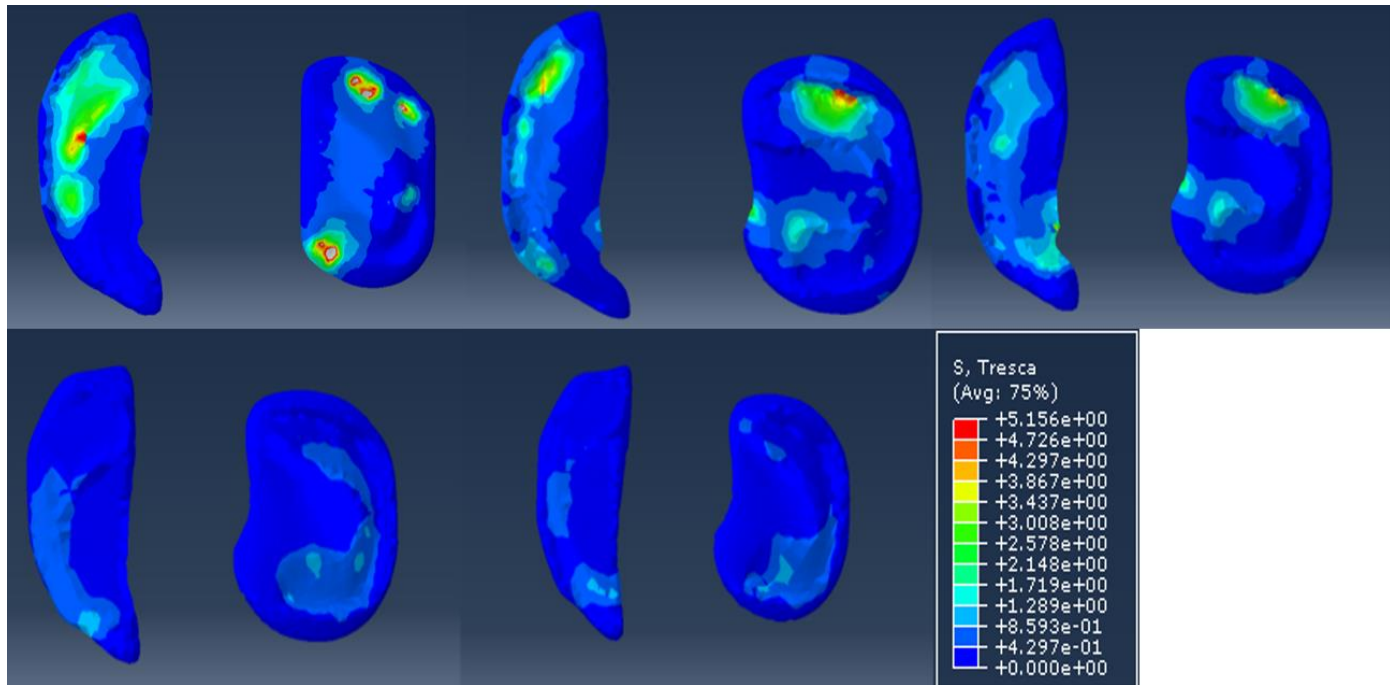 S, Tresca
(Avg: 75%)
+5.156e+00
+4.726e+00
+4.297e+00
+3.867e+00
+3.437e+00
+3.008e+00
+2.578e+00
+2.148e+00
+1.719e+00
+1.289e+00
+8.593e-01
+4.297e-01
+0.000e+00